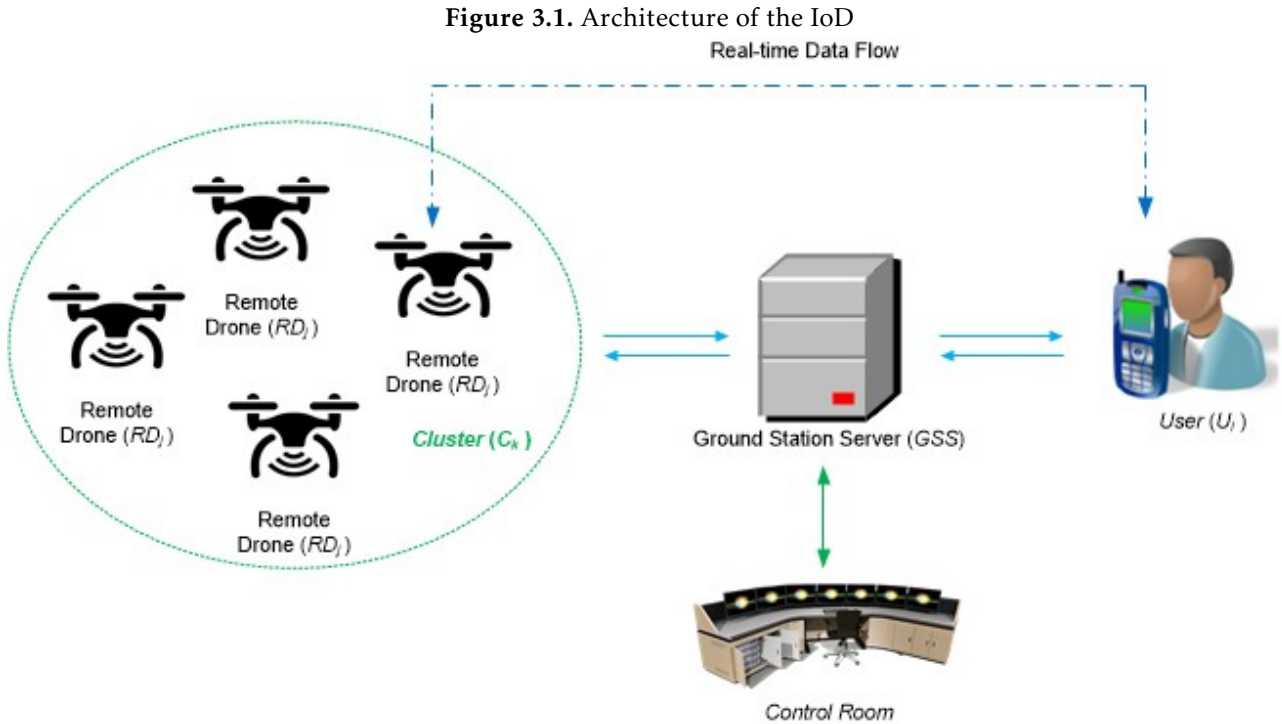 Figure 3.1. Architecture of the IoD
Real-time Data Flow
Remote
Drone (RDj)
Remote
Drone (RDj)
Remote
Drone (RDj)
Remote
Drone (RDj)
Cluster (Ck)
Ground Station Server (GSS)
User (Ui)
Control Room